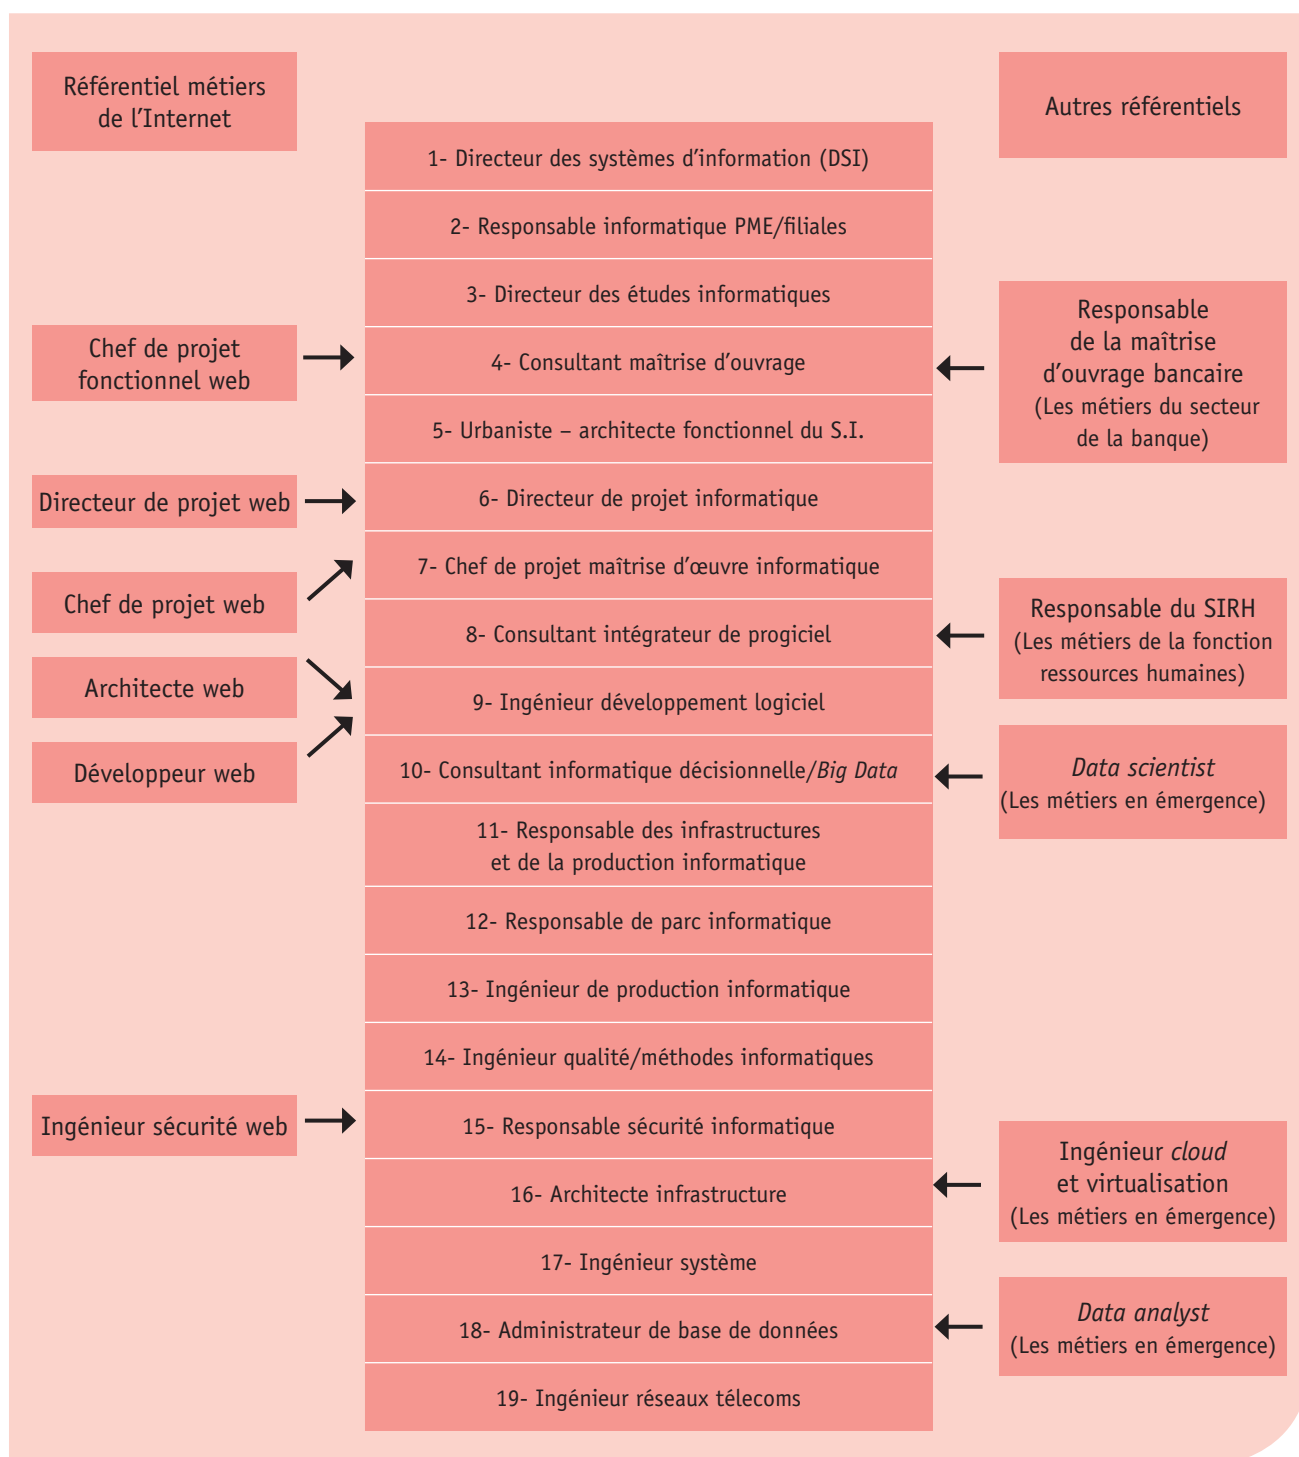 Référentiel métiers
de l'Internet
Chef de projet
fonctionnel web
Directeur de projet web
Chef de projet web
Architecte web
Développeur web
Ingénieur sécurité web
1- Directeur des systèmes d'information (DSI)
2- Responsable informatique PME/filiales
3- Directeur des études informatiques
4- Consultant maîtrise d'ouvrage
5- Urbaniste – architecte fonctionnel du S.I.
6- Directeur de projet informatique
7- Chef de projet maîtrise d'œuvre informatique
8- Consultant intégrateur de progiciel
9- Ingénieur développement logiciel
10- Consultant informatique décisionnelle/Big Data
11- Responsable des infrastructures
et de la production informatique
12- Responsable de parc informatique
13- Ingénieur de production informatique
14- Ingénieur qualité/méthodes informatiques
15- Responsable sécurité informatique
16- Architecte infrastructure
17- Ingénieur système
18- Administrateur de base de données
19- Ingénieur réseaux télecoms
Autres référentiels
Responsable
de la maîtrise
d'ouvrage bancaire
(Les métiers du secteur
de la banque)
Responsable du SIRH
(Les métiers de la fonction
ressources humaines)
Data scientist
(Les métiers en émergence)
Ingénieur cloud
et virtualisation
(Les métiers en émergence)
Data analyst
(Les métiers en émergence)